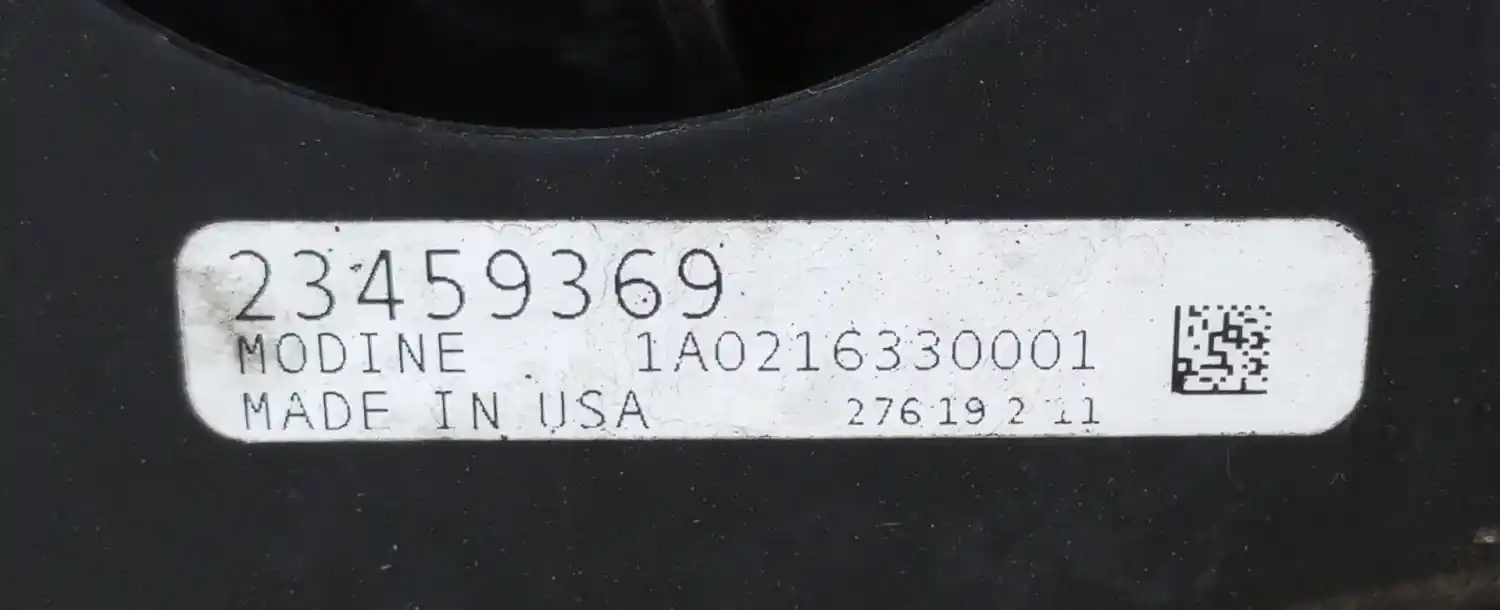 23459369
MODINE 1A0216330001
MADE IN USA 276 19 2 11